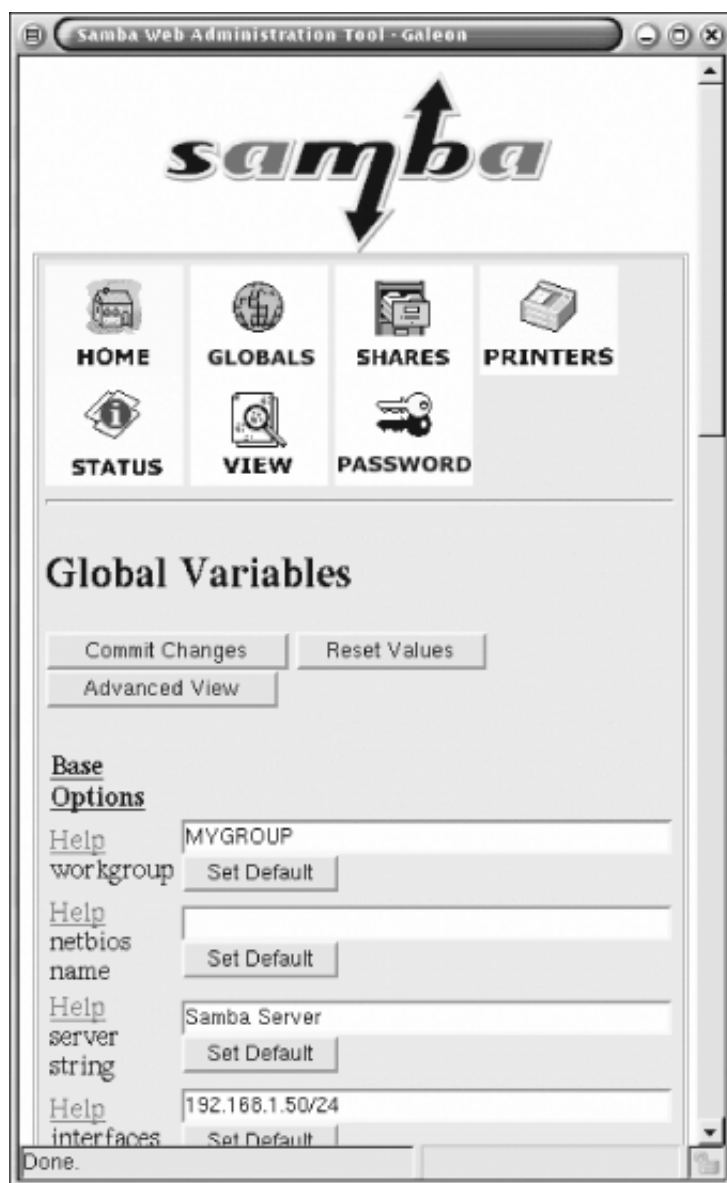 Samba Web Administration Tool - Galeon
samba
HOME GLOBALS SHARES PRINTERS
STATUS VIEW PASSWORD
Global Variables
Commit Changes Reset Values
Advanced View
Base
Options
Help MYGROUP
workgroup Set Default
Help
netbios
name Set Default
Help Samba Server
server
string Set Default
Help 192.168.1.50/24
interfaces Set Default
Done.